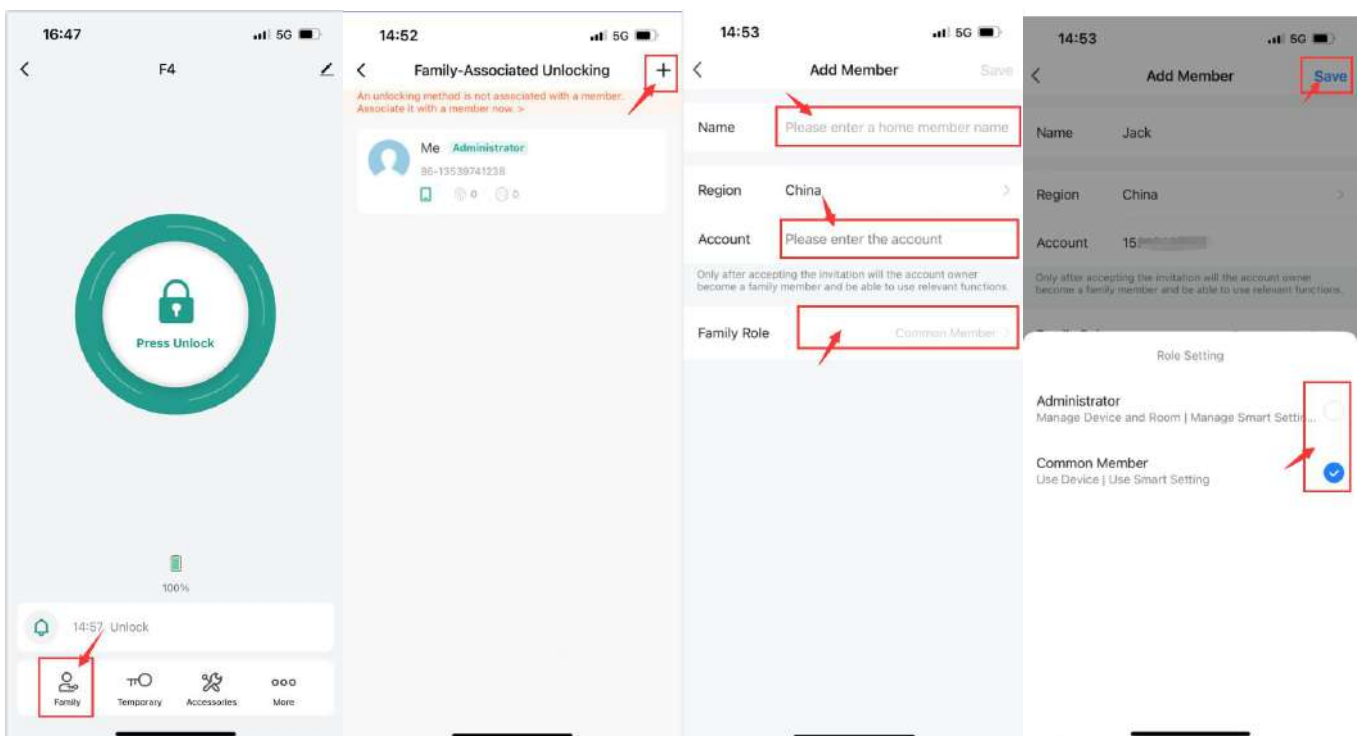 16:47
5G
F4
Press Unlock
100%
14:57 Unlock
Family
Temporary
Accessories
More
14:52
5G
Family-Associated Unlocking
An unlocking method is not associated with a member.
Associate it with a member now. >
Me Administrator
86-13539741238
0 0
14:53
5G
Add Member
Save
Name Please enter a home member name
Region China
Account Please enter the account
Only after accepting the invitation will the account owner
become a family member and be able to use relevant functions.
Family Role Common Member
14:53
5G
Add Member
Save
Name Jack
Region China
Account 15
Only after accepting the invitation will the account owner
become a family member and be able to use relevant functions.
Role Setting
Administrator
Manage Device and Room | Manage Smart Settin...
Common Member
Use Device | Use Smart Setting